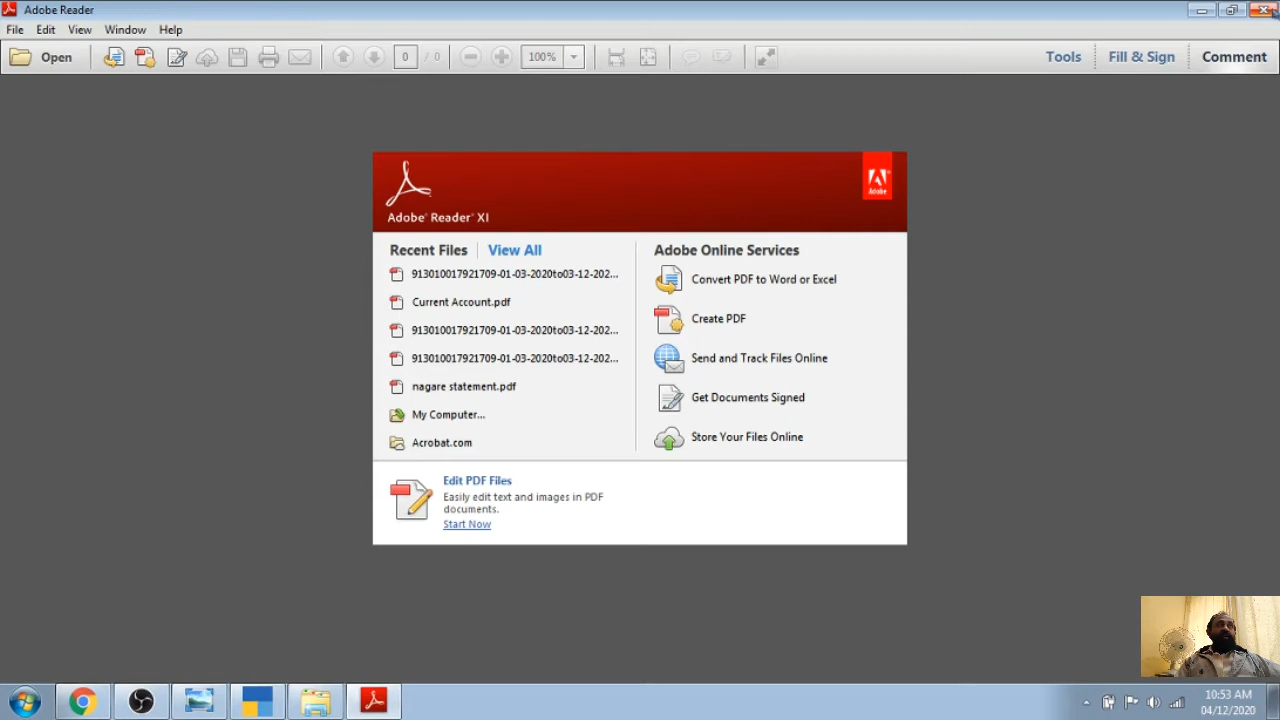 Adobe Reader
File Edit View Window Help
Open 0 / 0 100% Tools Fill & Sign Comment
Adobe
Adobe® Reader® XI
Recent Files View All
913010017921709-01-03-2020to03-12-202...
Current Account.pdf
913010017921709-01-03-2020to03-12-202...
913010017921709-01-03-2020to03-12-202...
nagare statement.pdf
My Computer...
Acrobat.com
Adobe Online Services
Convert PDF to Word or Excel
Create PDF
Send and Track Files Online
Get Documents Signed
Store Your Files Online
Edit PDF Files
Easily edit text and images in PDF
documents.
Start Now
10:53 AM
04/12/2020